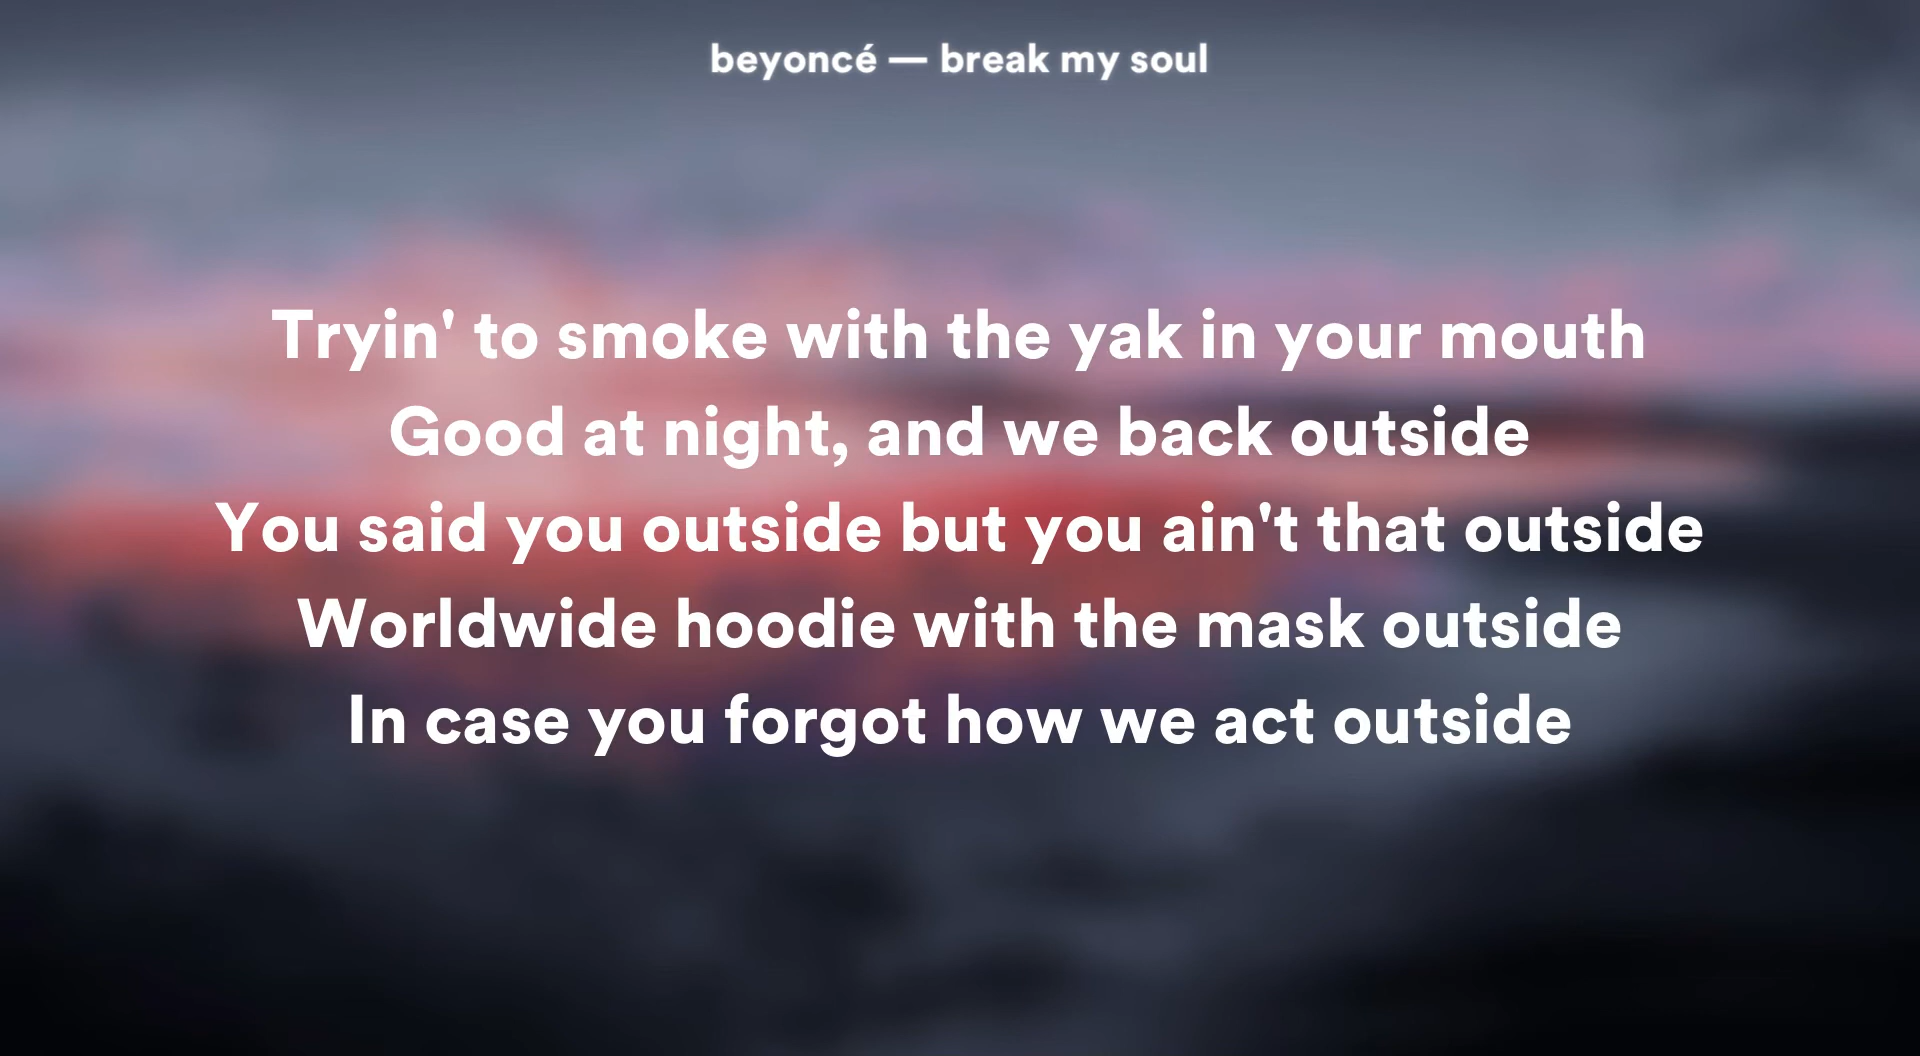 beyoncé — break my soul
Tryin' to smoke with the yak in your mouth
Good at night, and we back outside
You said you outside but you ain't that outside
Worldwide hoodie with the mask outside
In case you forgot how we act outside